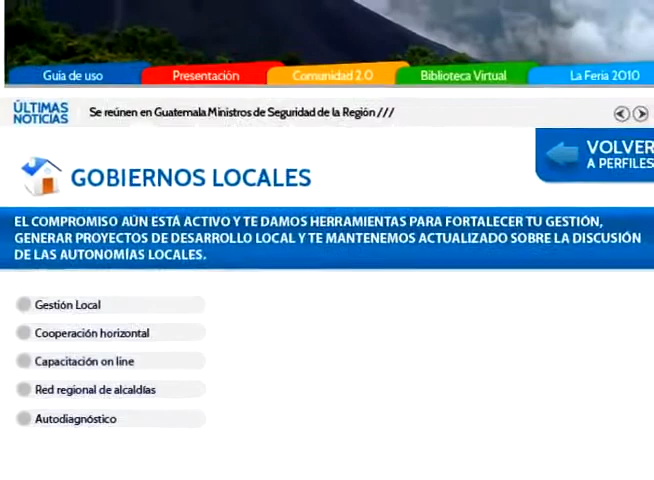 Guía de uso Presentación Comunidad 2.0 Biblioteca Virtual La Feria 2010
ÚLTIMAS
NOTICIAS
Se reúnen en Guatemala Ministros de Seguridad de la Región ///
VOLVER
A PERFILES
GOBIERNOS LOCALES
EL COMPROMISO AÚN ESTÁ ACTIVO Y TE DAMOS HERRAMIENTAS PARA FORTALECER TU GESTIÓN,
GENERAR PROYECTOS DE DESARROLLO LOCAL Y TE MANTENEMOS ACTUALIZADO SOBRE LA DISCUSIÓN
DE LAS AUTONOMÍAS LOCALES.
Gestión Local
Cooperación horizontal
Capacitación on line
Red regional de alcaldías
Autodiagnóstico